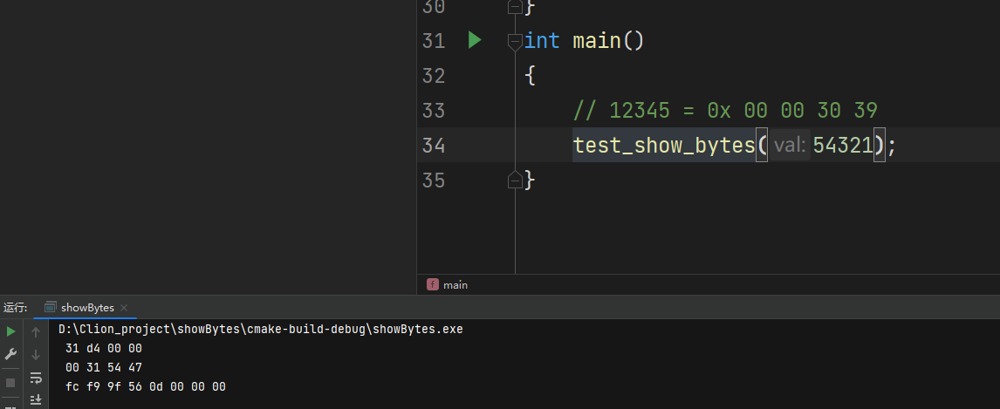 30 }
31 int main()
32 {
33 // 12345 = 0x 00 00 30 39
34 test_show_bytes( val: 54321);
35 }
f main
运行: showBytes ×
D:\Clion_project\showBytes\cmake-build-debug\showBytes.exe
31 d4 00 00
00 31 54 47
fc f9 9f 56 0d 00 00 00